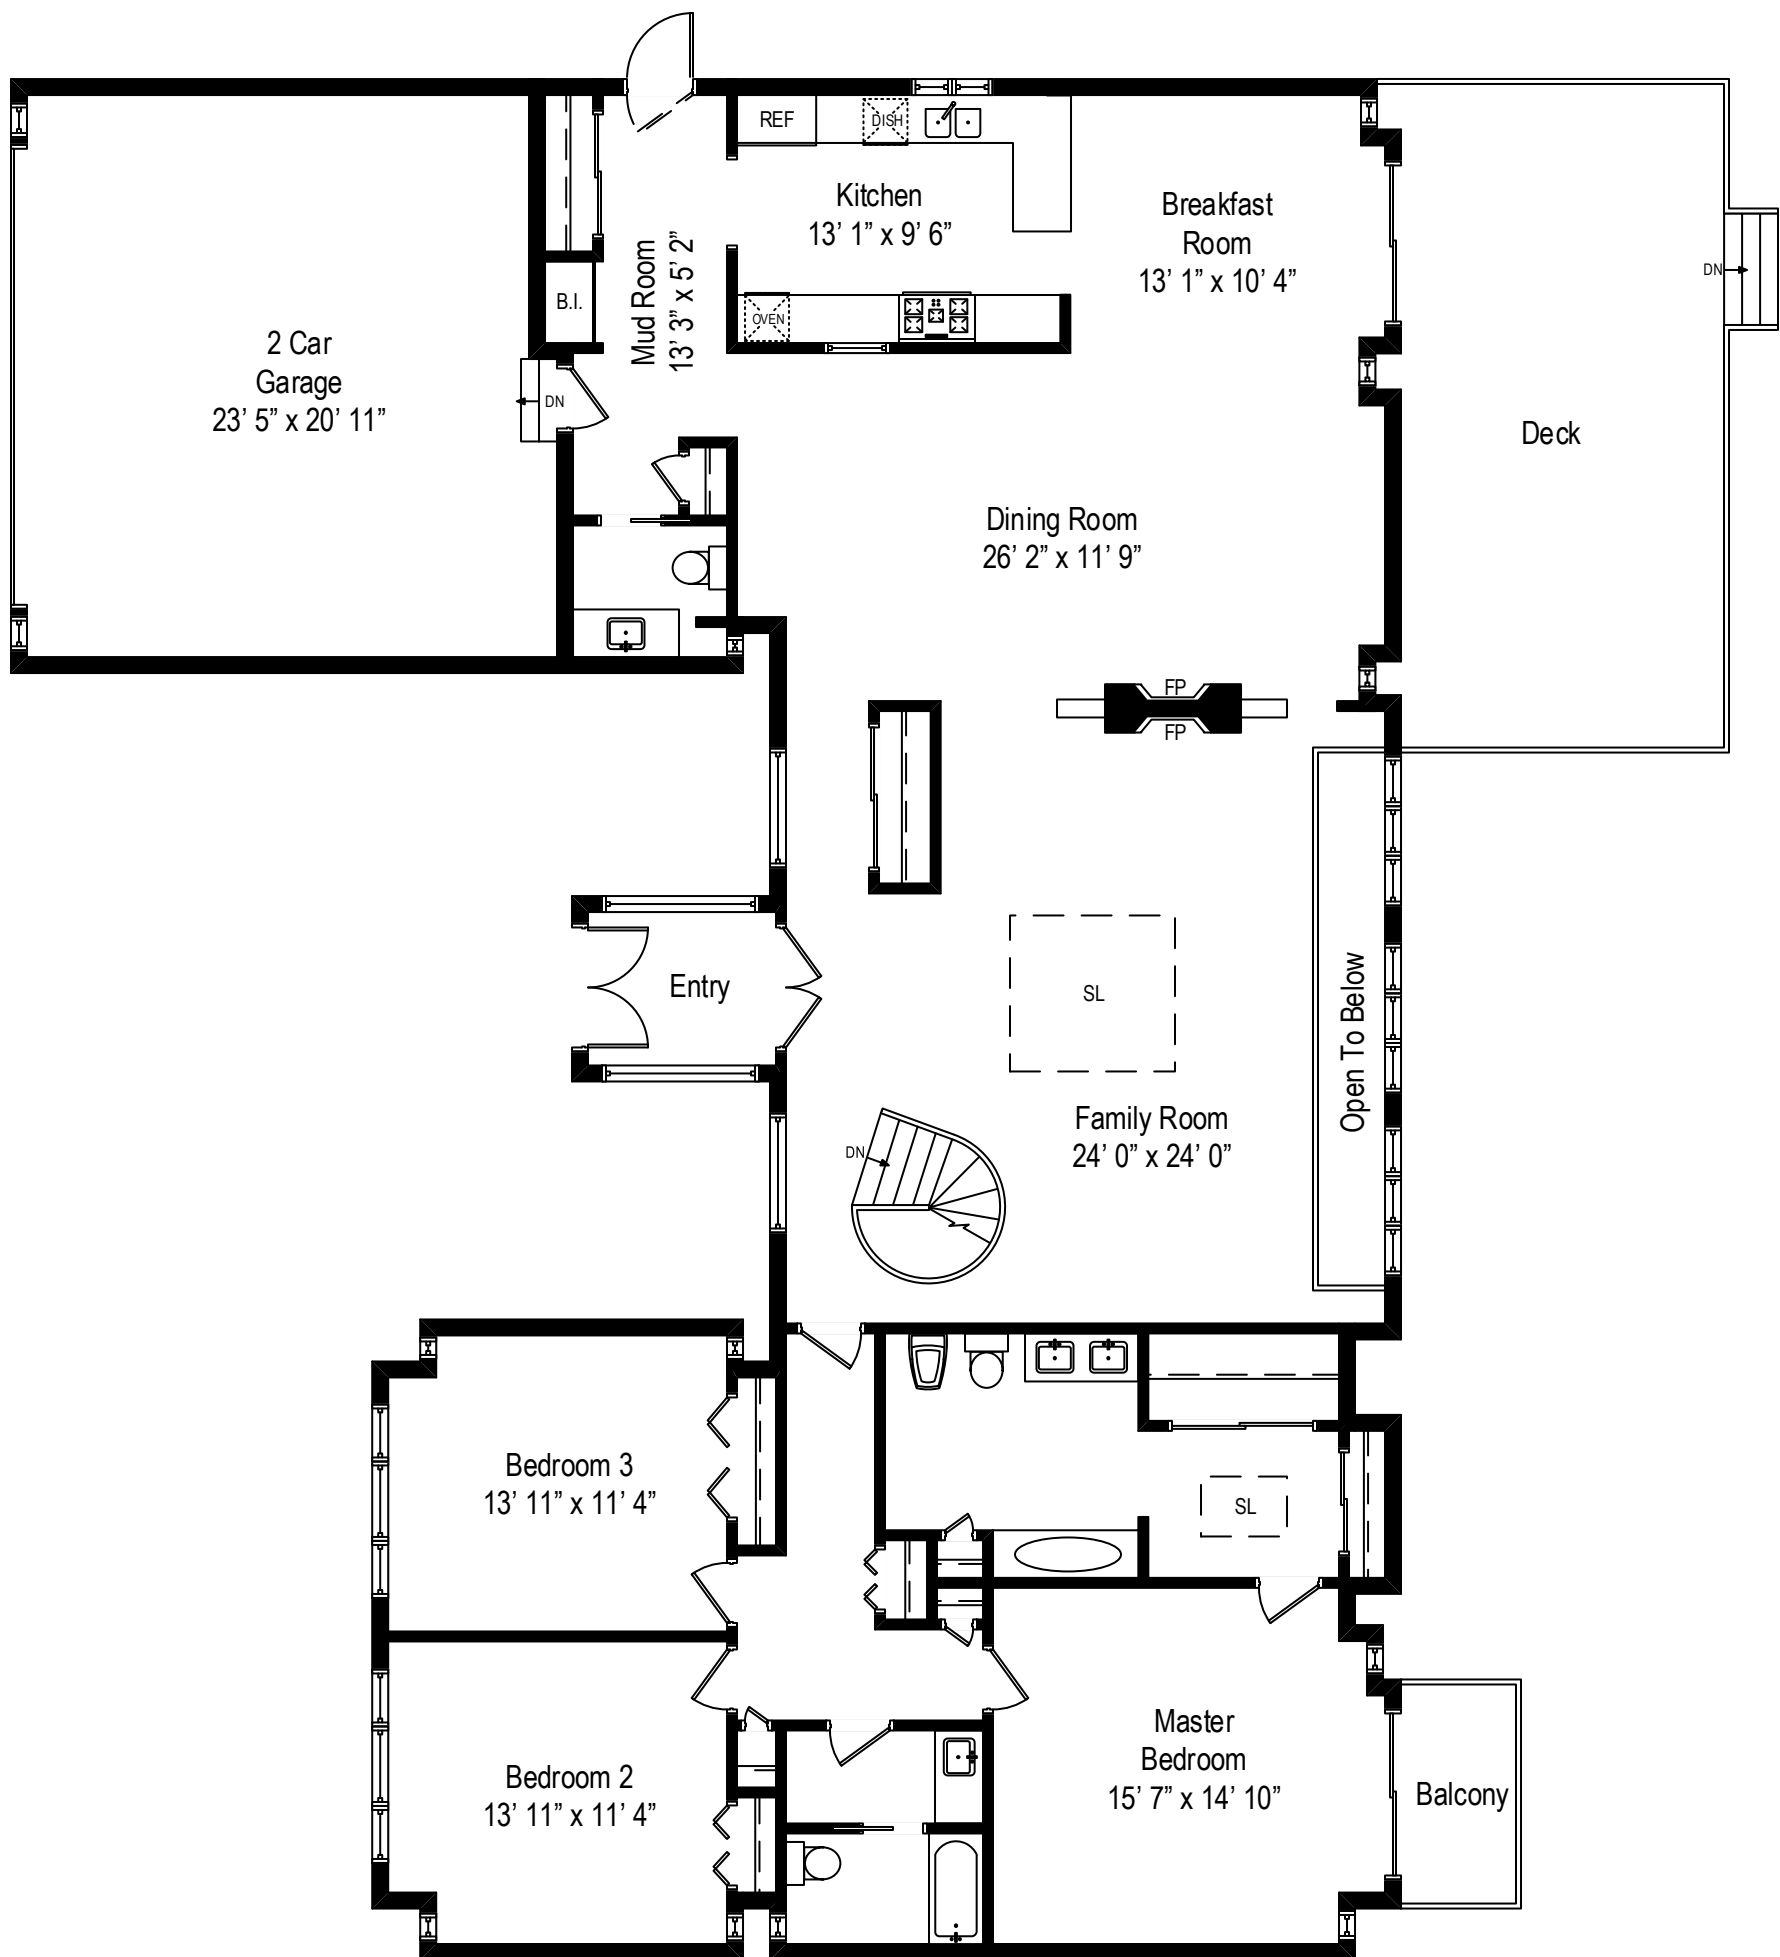 REF
DISH
Kitchen
13’ 1” x 9’ 6”
Breakfast
Room
13’ 1” x 10’ 4”
DN
B.I.
OVEN
Mud Room
13’ 3” x 5’ 2”
2 Car
Garage
23’ 5” x 20’ 11”
DN
Deck
Dining Room
26’ 2” x 11’ 9”
FP
FP
Entry
SL
Open To Below
Family Room
24’ 0” x 24’ 0”
DN
Bedroom 3
13’ 11” x 11’ 4”
SL
Master
Bedroom
15’ 7” x 14’ 10”
Balcony
Bedroom 2
13’ 11” x 11’ 4”